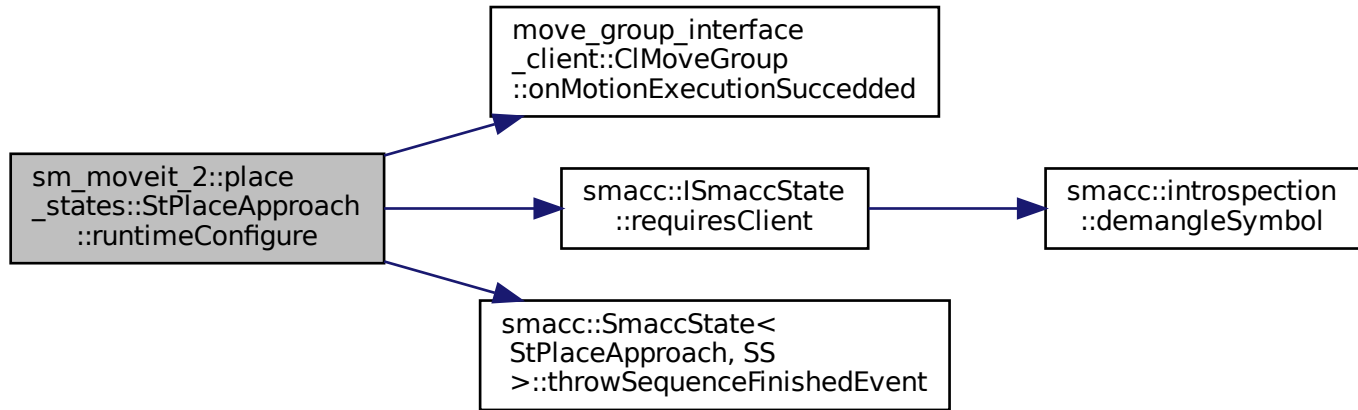 move_group_interface
_client::ClMoveGroup
::onMotionExecutionSuccedded
sm_moveit_2::place
_states::StPlaceApproach
::runtimeConfigure
smacc::ISmaccState
::requiresClient
smacc::introspection
::demangleSymbol
smacc::SmaccState<
StPlaceApproach, SS
>::throwSequenceFinishedEvent